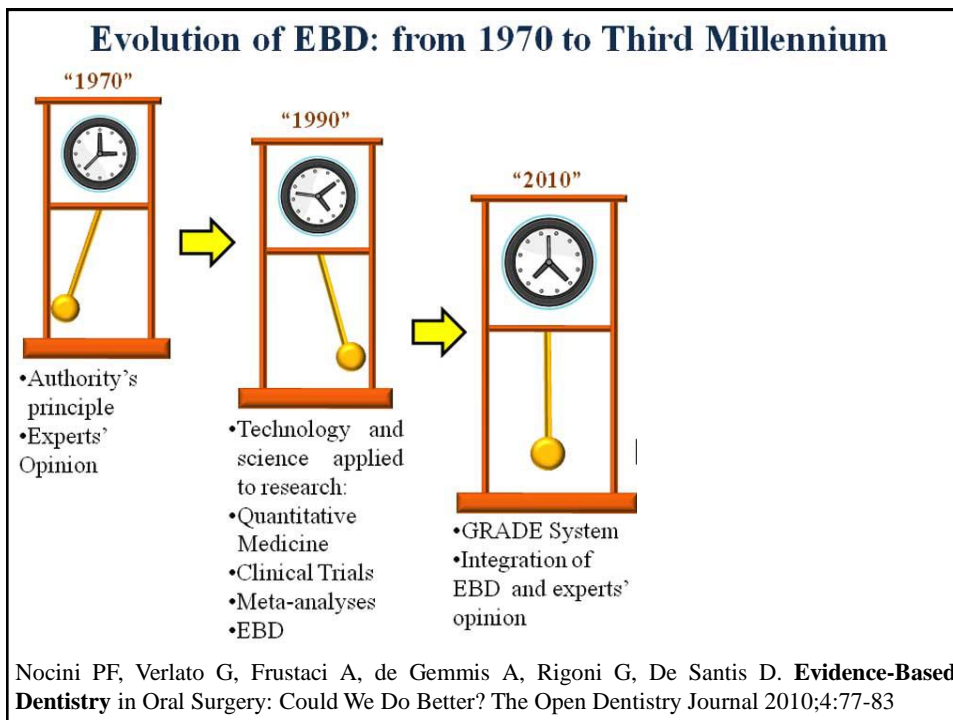 Evolution of EBD: from 1970 to Third Millennium
“1970”
•Authority’s
principle
•Experts’
Opinion
“1990”
•Technology and
science applied
to research:
•Quantitative
Medicine
•Clinical Trials
•Meta-analyses
•EBD
“2010”
•GRADE System
•Integration of
EBD and experts’
opinion
Nocini PF, Verlato G, Frustaci A, de Gemmis A, Rigoni G, De Santis D. Evidence-Based
Dentistry in Oral Surgery: Could We Do Better? The Open Dentistry Journal 2010;4:77-83